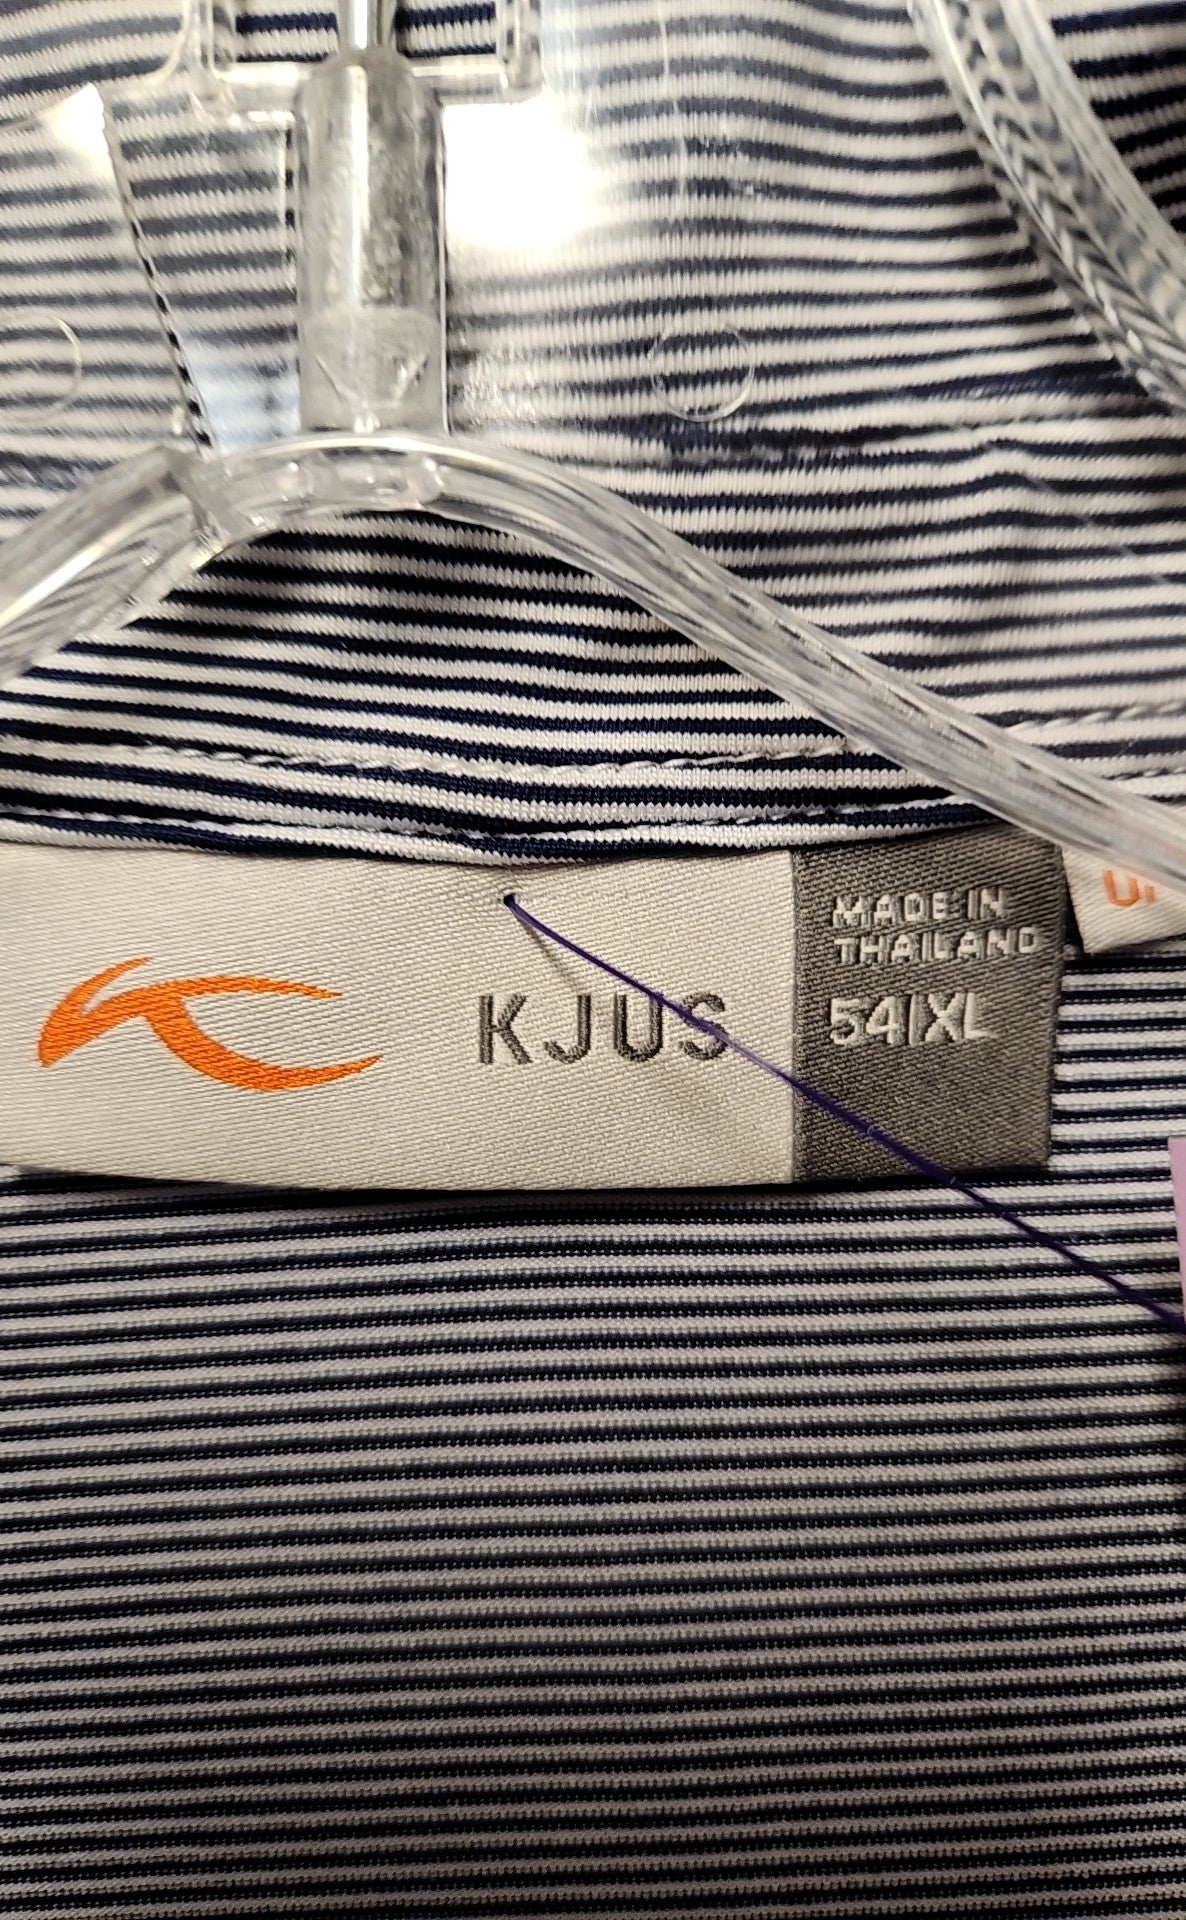 KJUS
MADE IN
THAILAND
54|XL